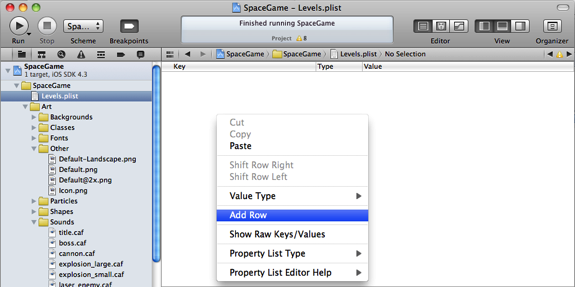 SpaceGame – Levels.plist
Finished running SpaceGame
Project 8
Run Stop Spa... Scheme Breakpoints
Editor View Organizer
SpaceGame
1 target, iOS SDK 4.3
SpaceGame SpaceGame Levels.plist No Selection
Key Type Value
SpaceGame
Levels.plist
Art
Backgrounds
Classes
Fonts
Other
Default-Landscape.png
Default.png
Default@2x.png
Icon.png
Particles
Shapes
Sounds
title.caf
boss.caf
cannon.caf
explosion_large.caf
explosion_small.caf
laser_enemy.caf
Cut
Copy
Paste
Shift Row Right
Shift Row Left
Value Type
Add Row
Show Raw Keys/Values
Property List Type
Property List Editor Help